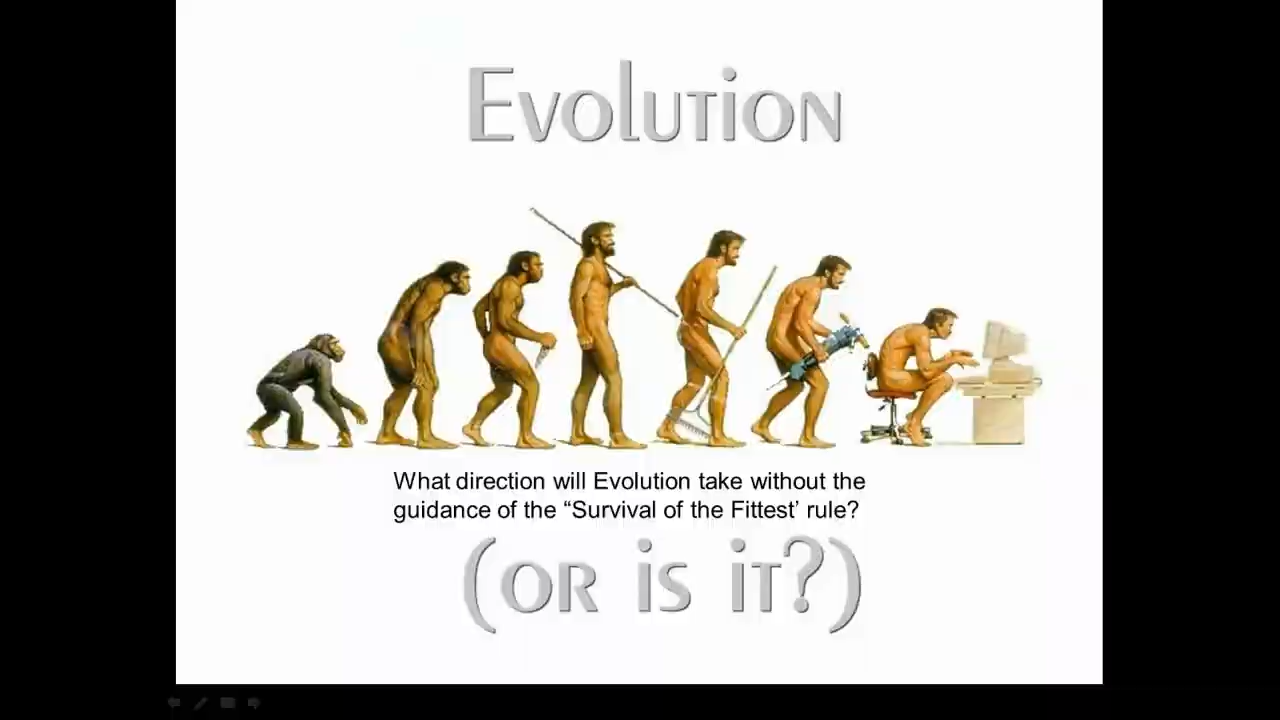 Evolution
What direction will Evolution take without the
guidance of the “Survival of the Fittest’ rule?
(or is it?)